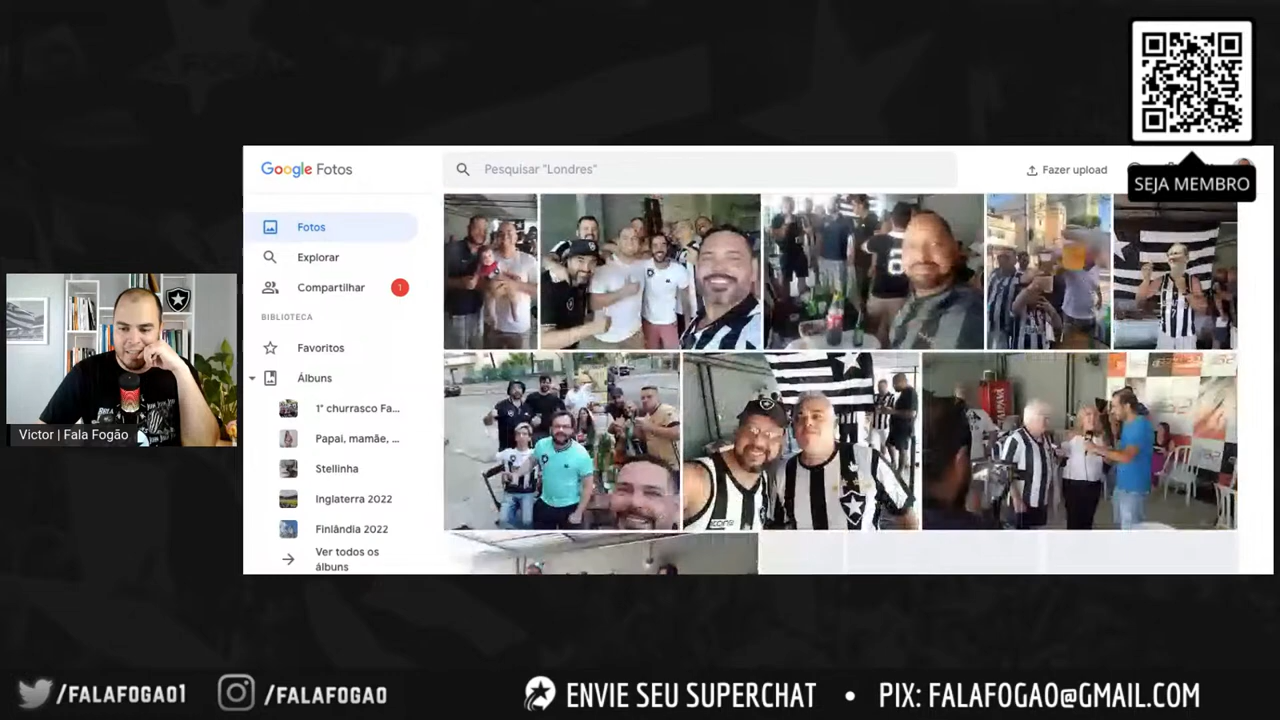 SEJA MEMBRO
Google Fotos
Pesquisar "Londres"
Fazer upload
Fotos
Explorar
Compartilhar
1
BIBLIOTECA
Favoritos
Álbuns
1° churrasco Fa...
Papai, mamãe, ...
Stellinha
Inglaterra 2022
Finlândia 2022
Ver todos os
álbuns
Victor | Fala Fogão
/FALAFOGAO1
/FALAFOGAO
ENVIE SEU SUPERCHAT • PIX: FALAFOGAO@GMAIL.COM